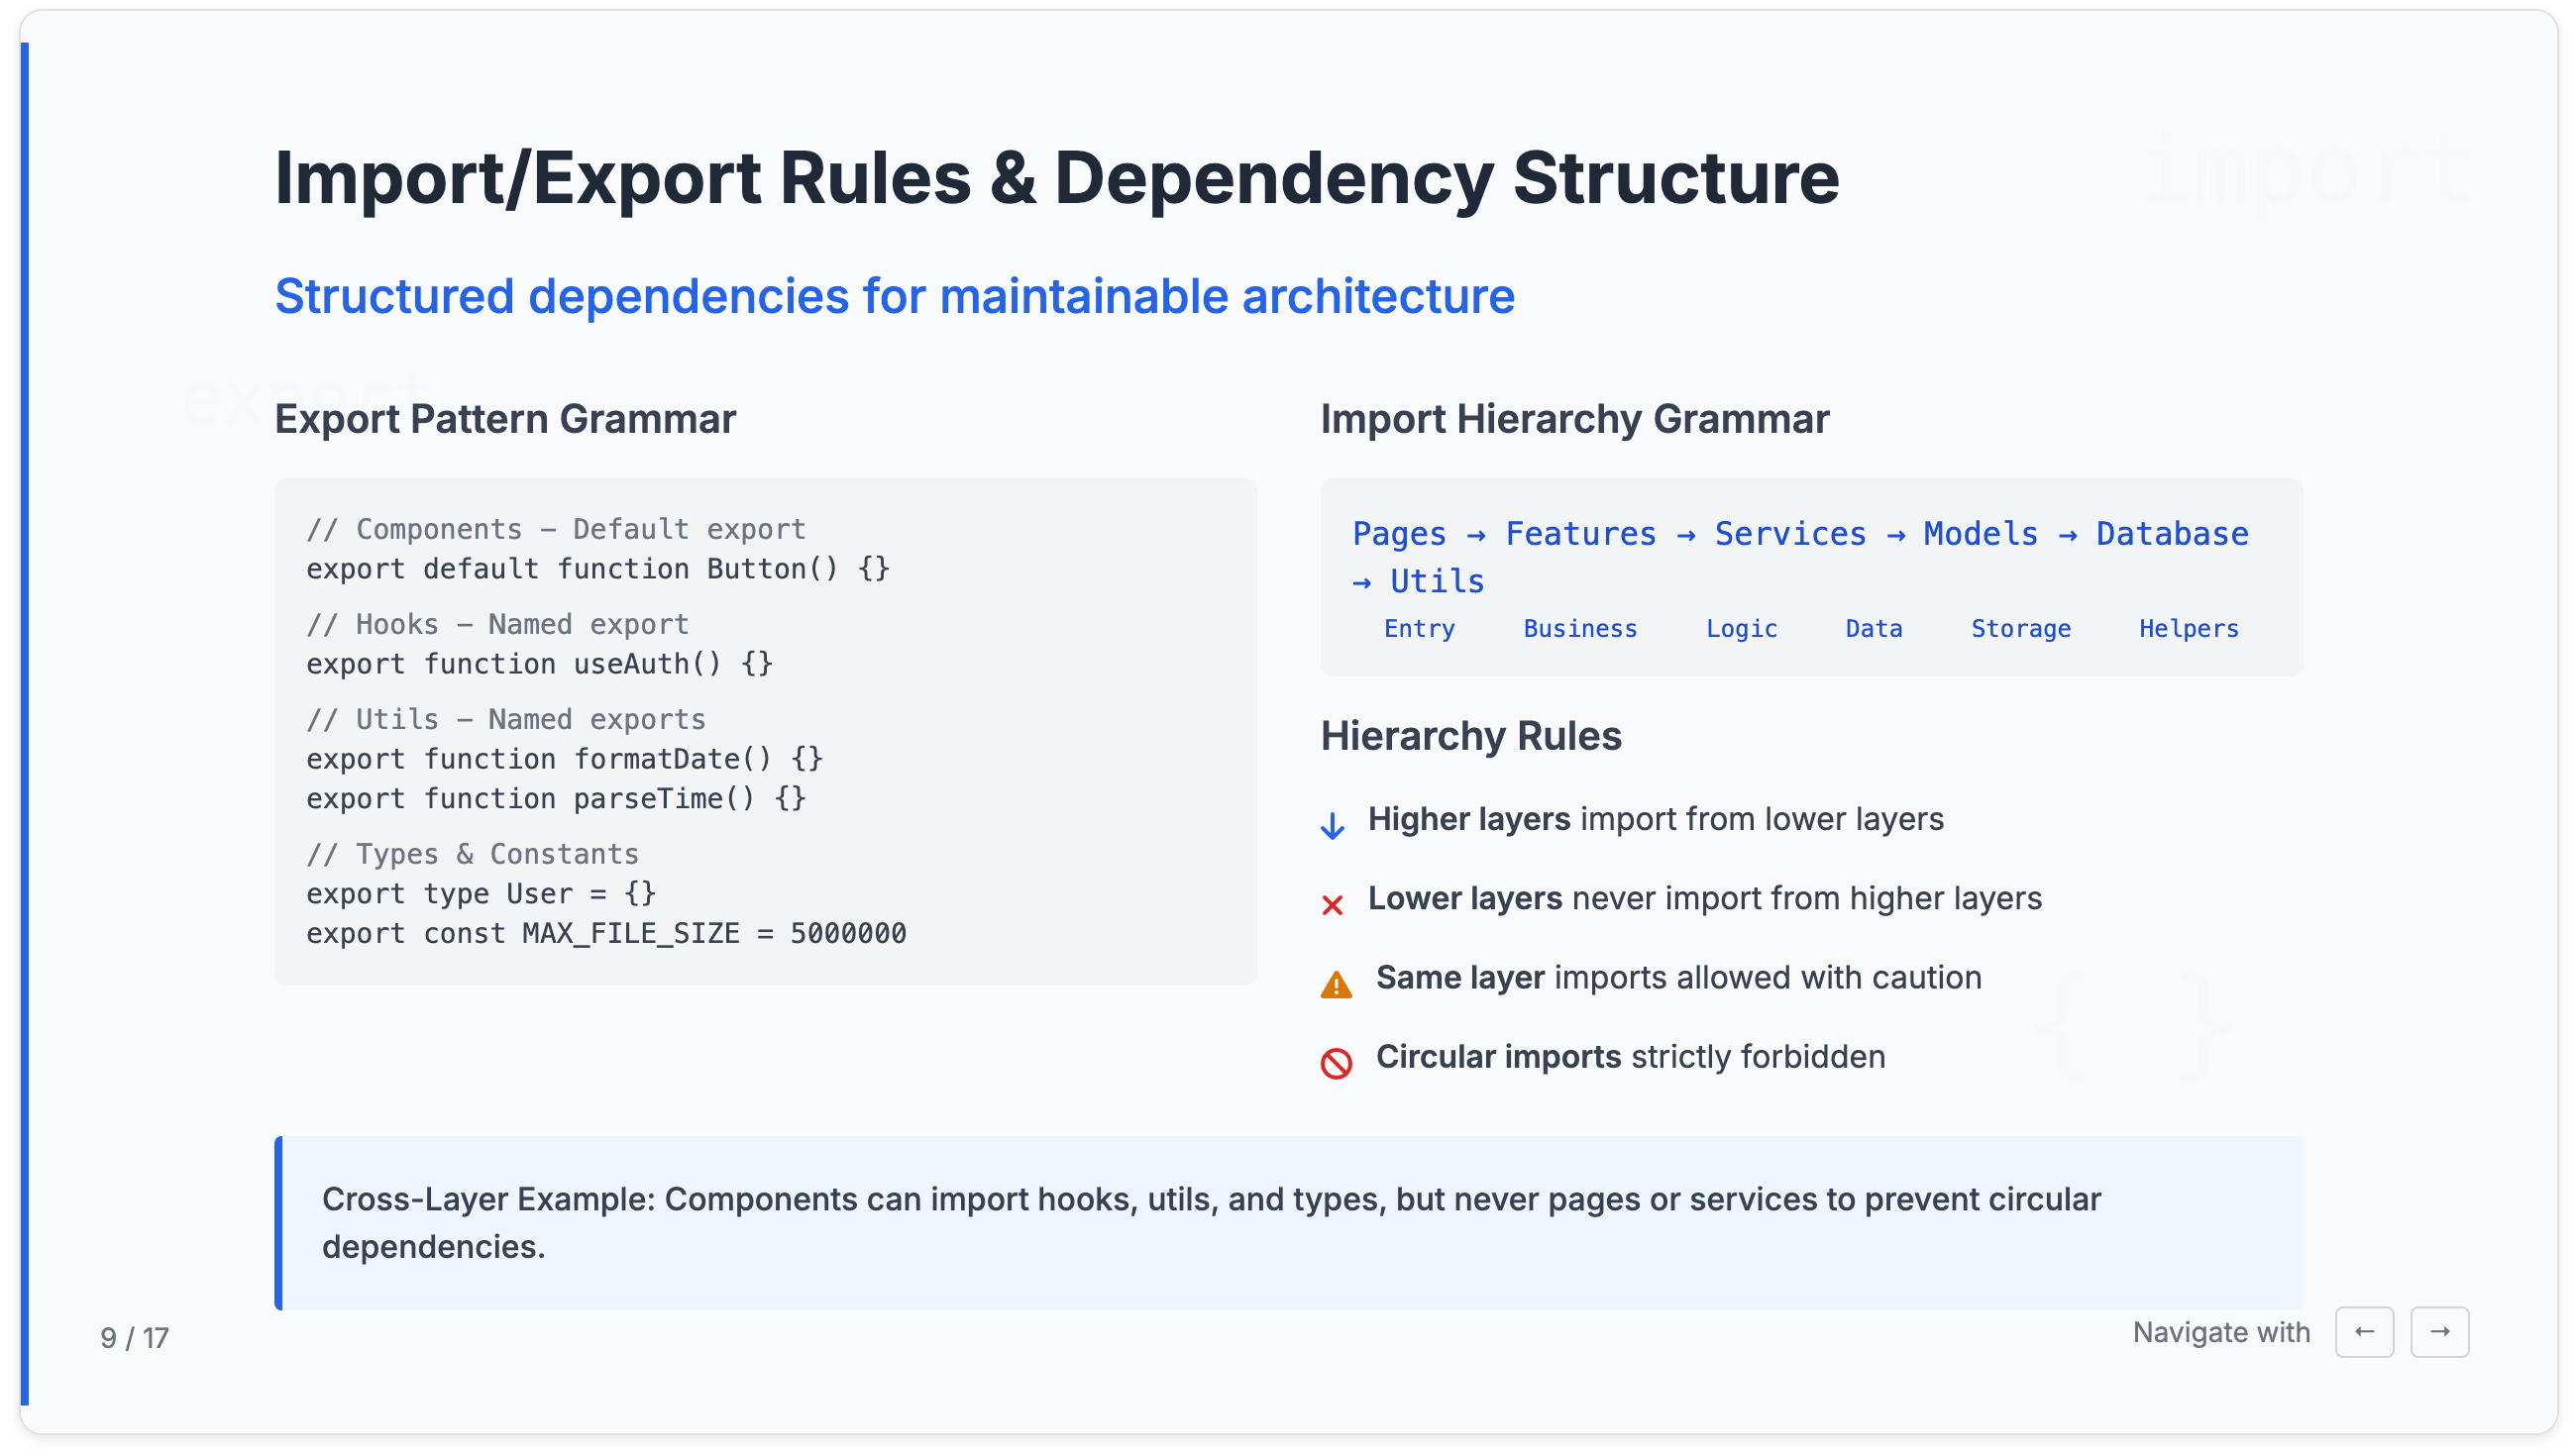 import
Import/Export Rules & Dependency Structure
Structured dependencies for maintainable architecture
export
Export Pattern Grammar
// Components – Default export
export default function Button() {}
// Hooks – Named export
export function useAuth() {}
// Utils – Named exports
export function formatDate() {}
export function parseTime() {}
// Types & Constants
export type User = {}
export const MAX_FILE_SIZE = 5000000
Import Hierarchy Grammar
Pages → Features → Services → Models → Database
→ Utils
Entry Business Logic Data Storage Helpers
Hierarchy Rules
↓ Higher layers import from lower layers
✕ Lower layers never import from higher layers
Same layer imports allowed with caution
Circular imports strictly forbidden
{ }
Cross-Layer Example: Components can import hooks, utils, and types, but never pages or services to prevent circular
dependencies.
9 / 17
Navigate with ← →